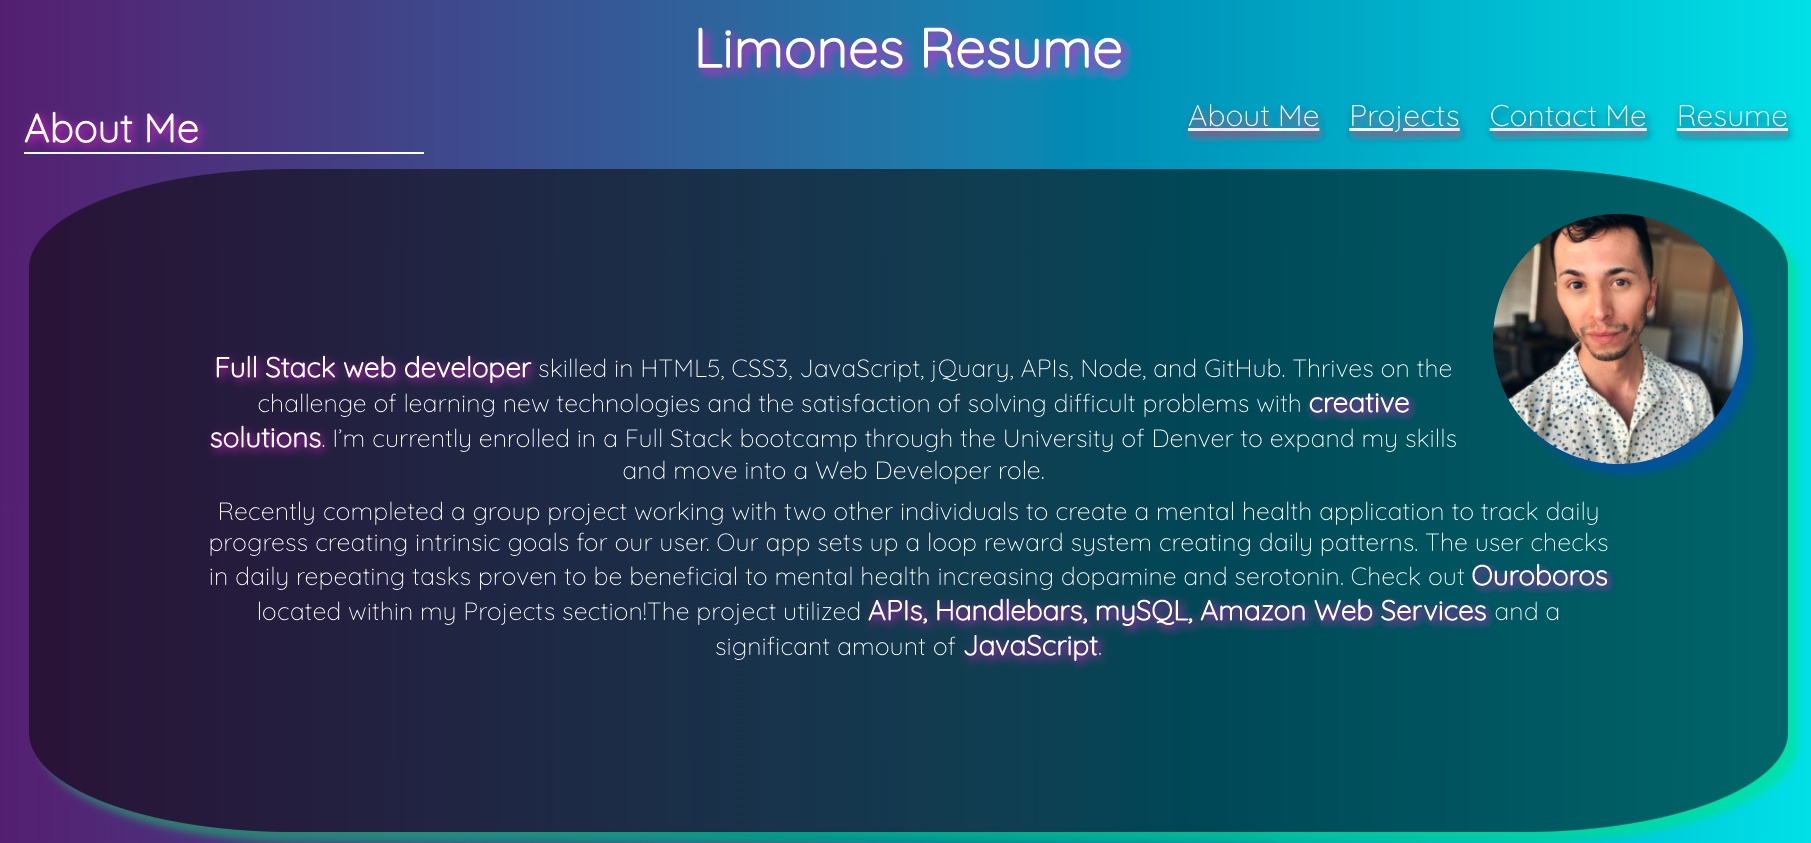 Limones Resume
About Me
About Me Projects Contact Me Resume
Full Stack web developer skilled in HTML5, CSS3, JavaScript, jQuary, APIs, Node, and GitHub. Thrives on the
challenge of learning new technologies and the satisfaction of solving difficult problems with creative
solutions. I’m currently enrolled in a Full Stack bootcamp through the University of Denver to expand my skills
and move into a Web Developer role.
Recently completed a group project working with two other individuals to create a mental health application to track daily
progress creating intrinsic goals for our user. Our app sets up a loop reward system creating daily patterns. The user checks
in daily repeating tasks proven to be beneficial to mental health increasing dopamine and serotonin. Check out Ouroboros
located within my Projects section!The project utilized APIs, Handlebars, mySQL, Amazon Web Services and a
significant amount of JavaScript.